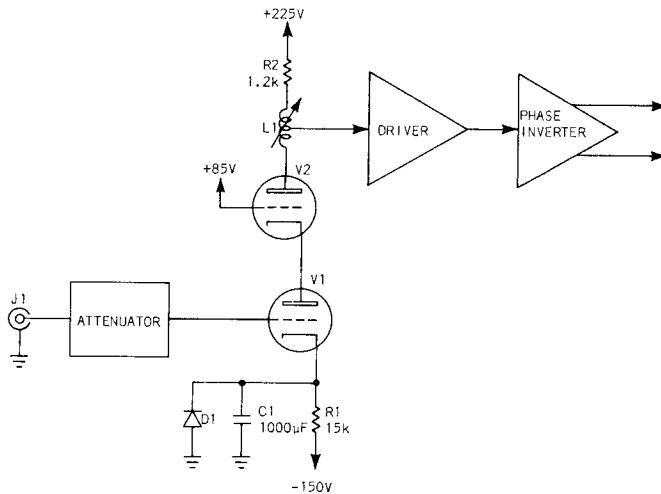 +225V
R2
1.2k
L1
DRIVER
PHASE
INVERTER
+85V
V2
V1
J1
ATTENUATOR
D1
C1
1000µF
R1
15k
-150V